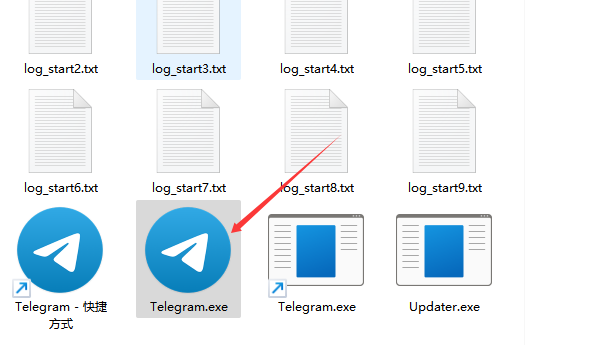 log_start2.txt
log_start3.txt
log_start4.txt
log_start5.txt
log_start6.txt
log_start7.txt
log_start8.txt
log_start9.txt
Telegram - 快捷
方式
Telegram.exe
Telegram.exe
Updater.exe